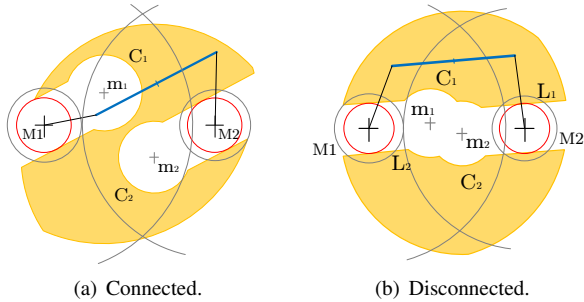 C₁
m₁
M1
M2
m₂
C₂
C₁
L₁
m₁
m₂
M1
M2
L₂
C₂
(a) Connected.
(b) Disconnected.